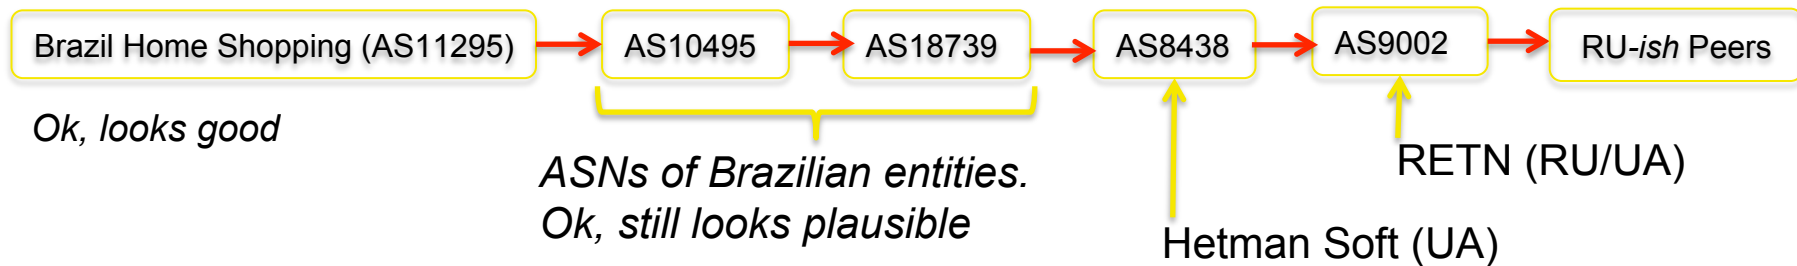 Brazil Home Shopping (AS11295)
AS10495
AS18739
AS8438
AS9002
RU-ish Peers
Ok, looks good
ASNs of Brazilian entities.
Ok, still looks plausible
RETN (RU/UA)
Hetman Soft (UA)